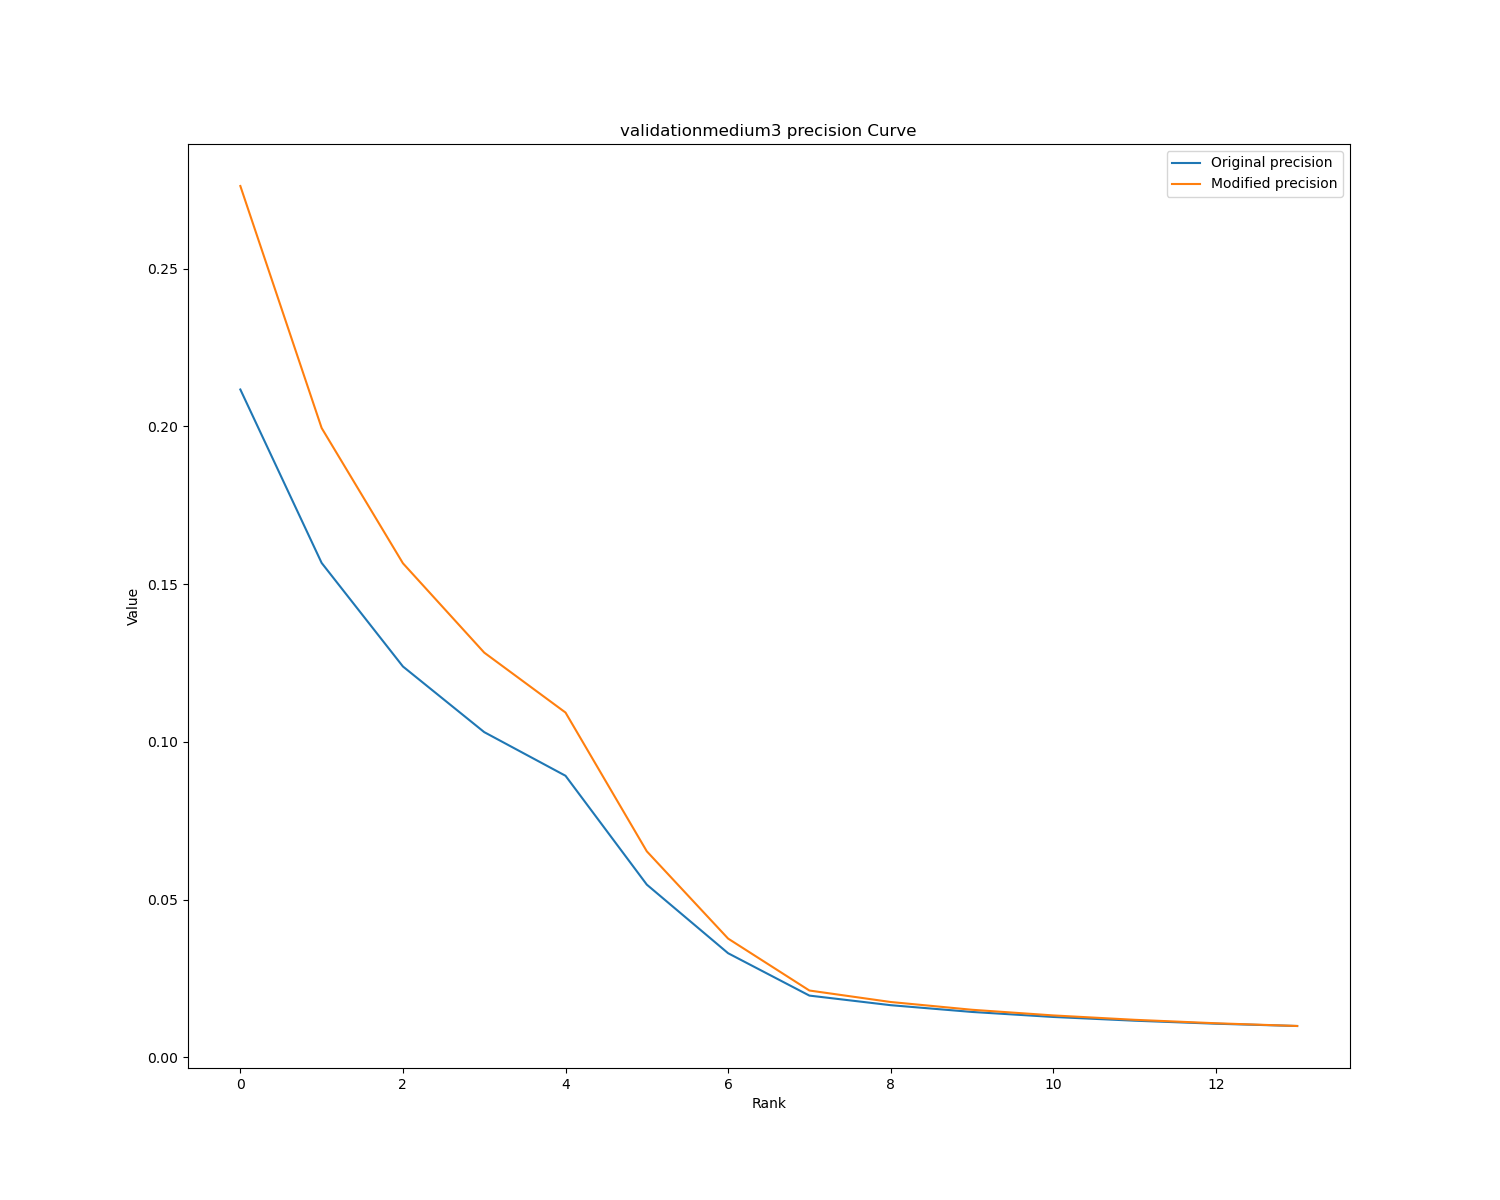 validationmedium3 precision Curve
Original precision
Modified precision
0.25
0.20
0.15
0.10
0.05
0.00
Value
0 2 4 6 8 10 12
Rank